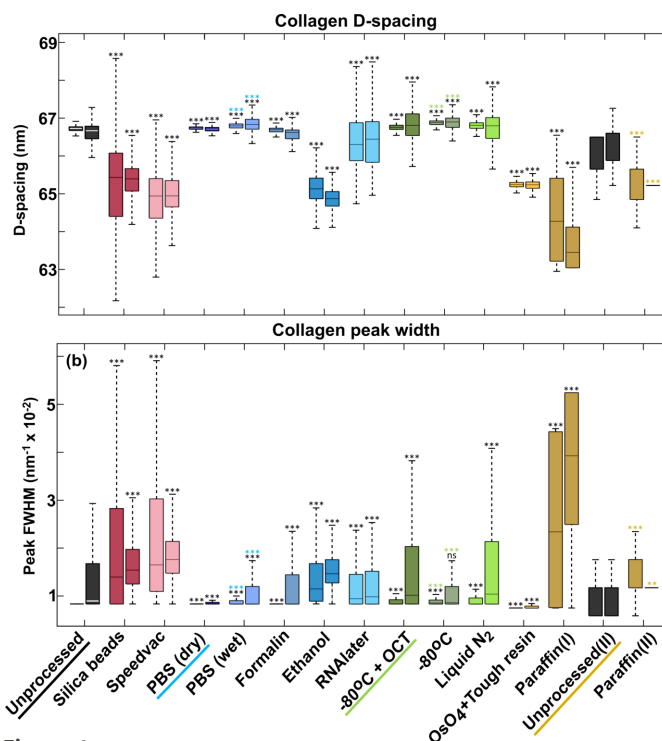 Collagen D-spacing
D-spacing (nm)
69
67
65
63
Collagen peak width
(b)
Peak FWHM (nm-1 x 10-2)
5
3
1
ns
Unprocessed
Silica beads
Speedvac
PBS (dry)
PBS (wet)
Formalin
Ethanol
RNAlater
-80ºC + OCT
-80ºC
Liquid N2
OsO4+Tough resin
Paraffin(I)
Unprocessed(II)
Paraffin(II)